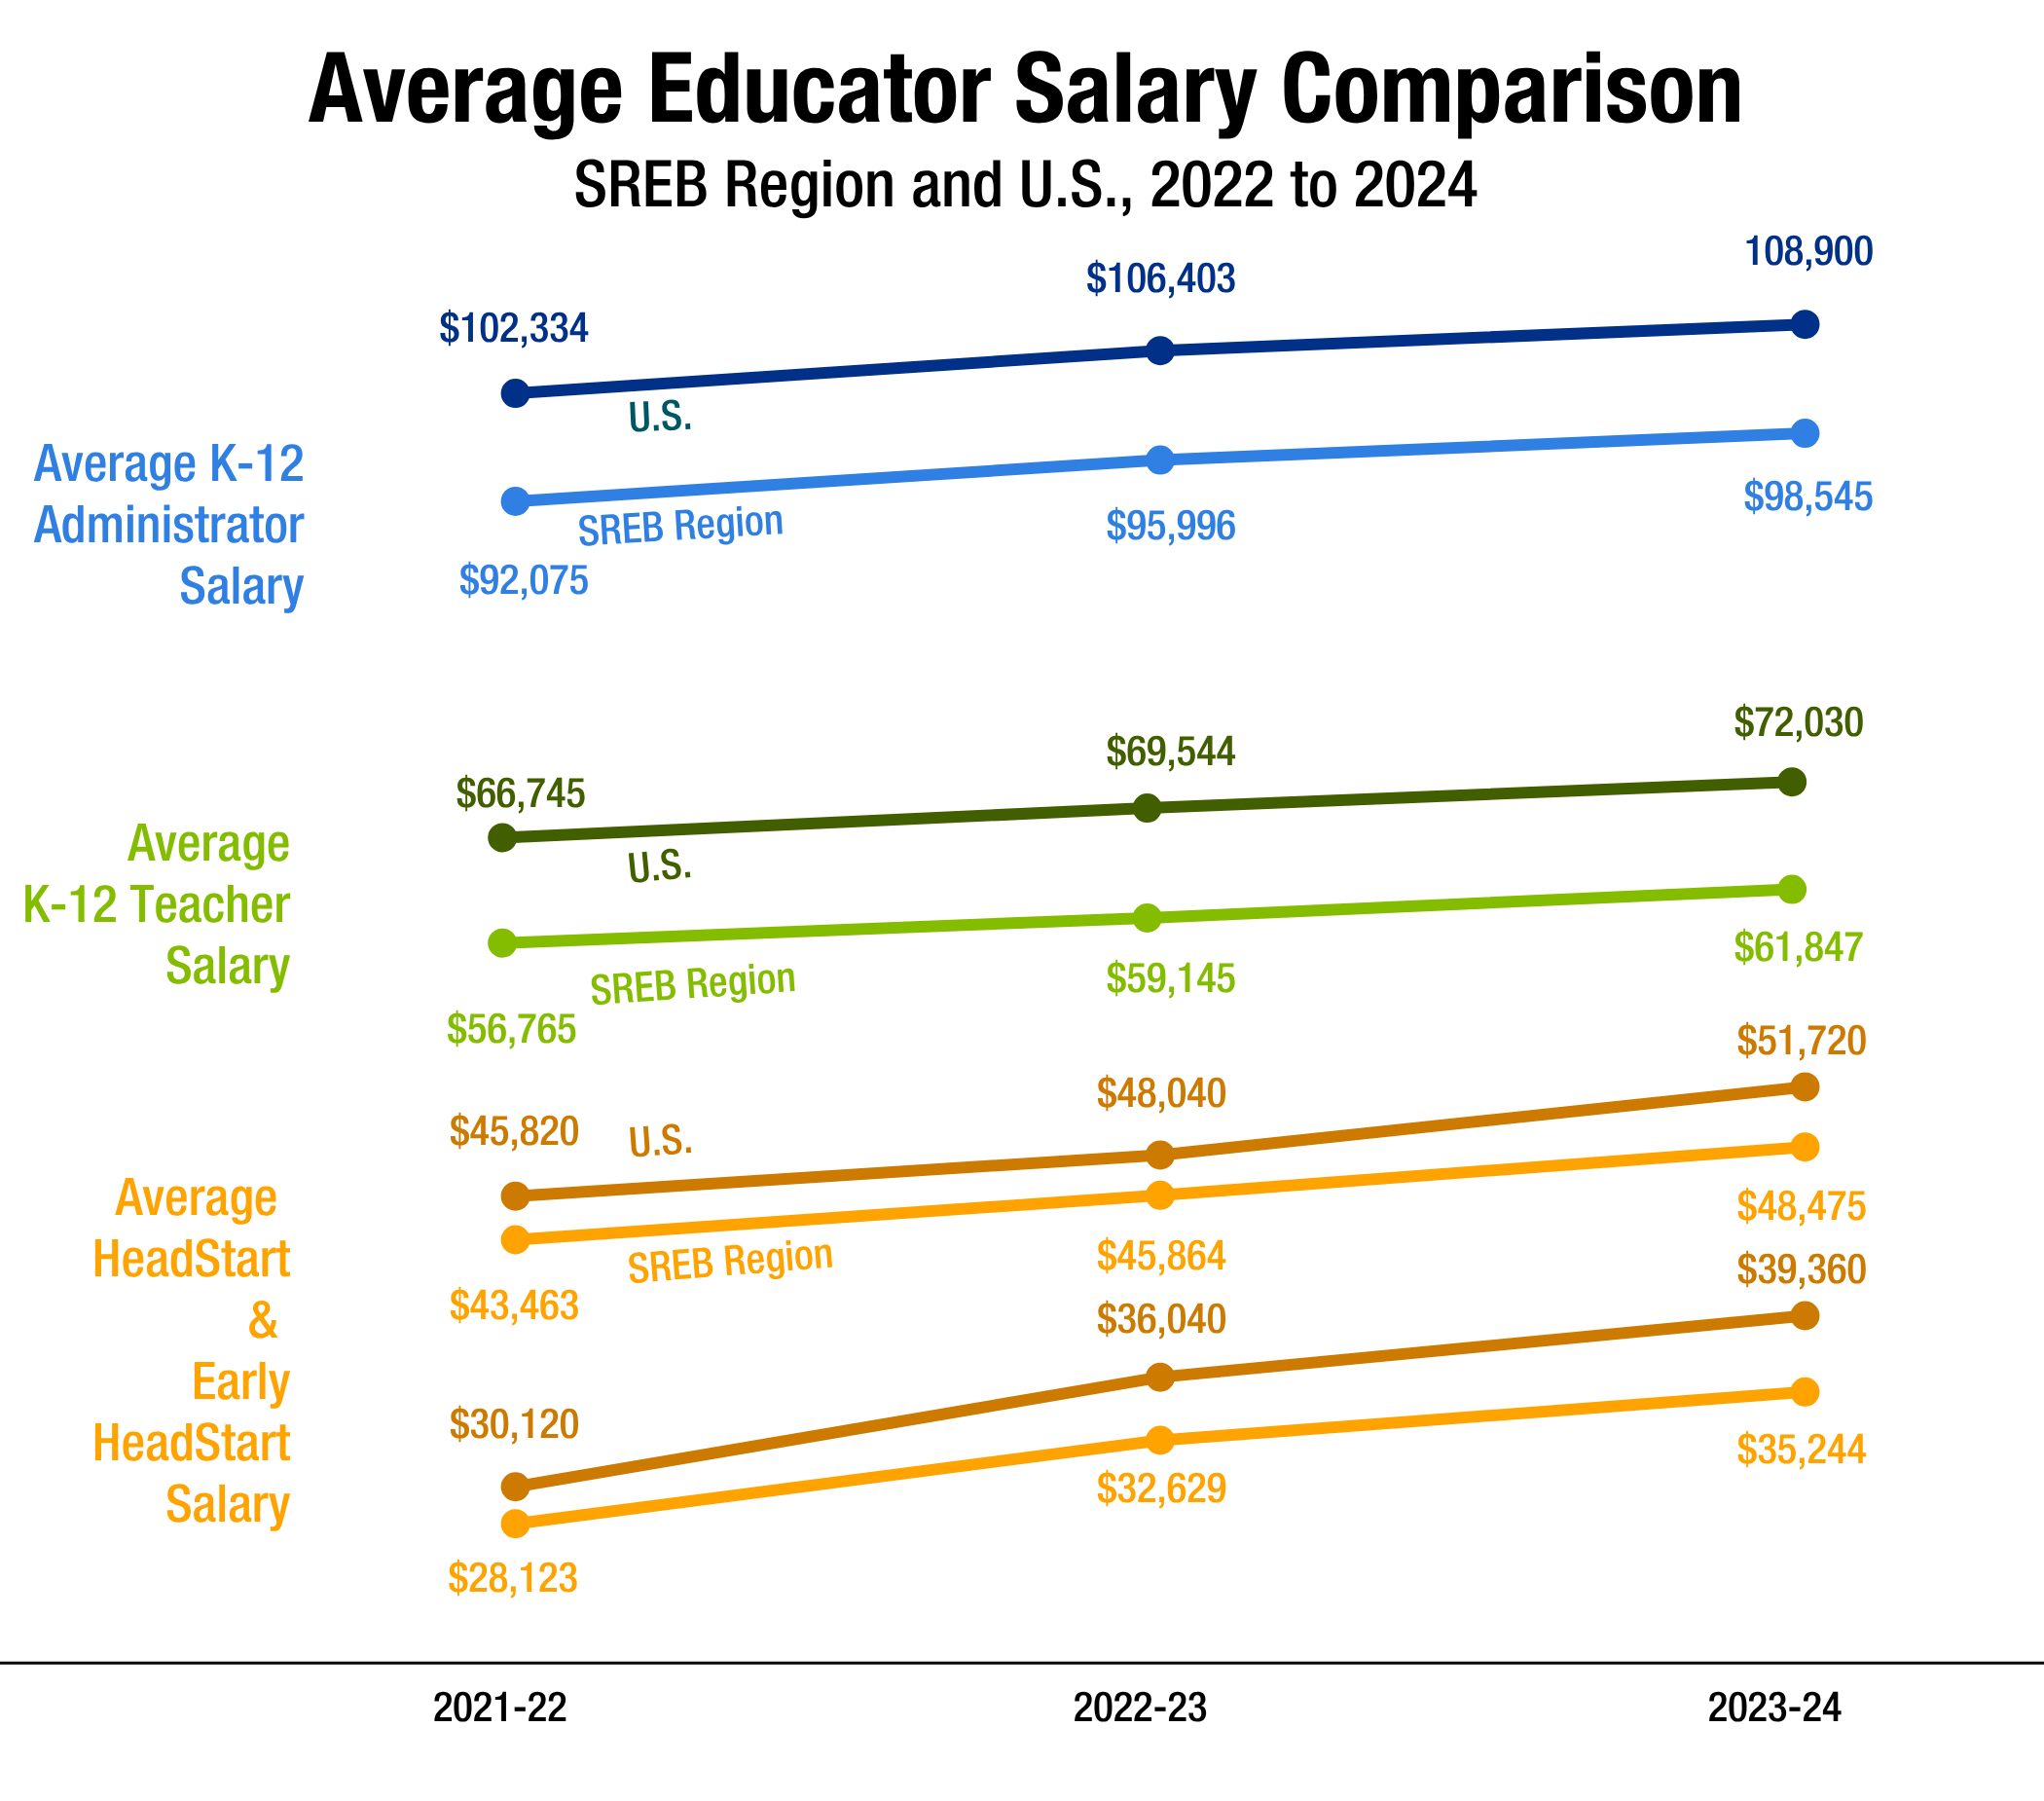 Average Educator Salary Comparison
SREB Region and U.S., 2022 to 2024
108,900
$106,403
$102,334
U.S.
Average K-12
Administrator
Salary
$98,545
$95,996
SREB Region
$92,075
$72,030
$69,544
$66,745
U.S.
Average
K-12 Teacher
Salary
$61,847
$59,145
SREB Region
$56,765
$51,720
$48,040
$45,820
U.S.
Average
HeadStart
&
Early
HeadStart
Salary
$48,475
$45,864
SREB Region
$43,463
$39,360
$36,040
$30,120
$35,244
$32,629
$28,123
2021-22
2022-23
2023-24